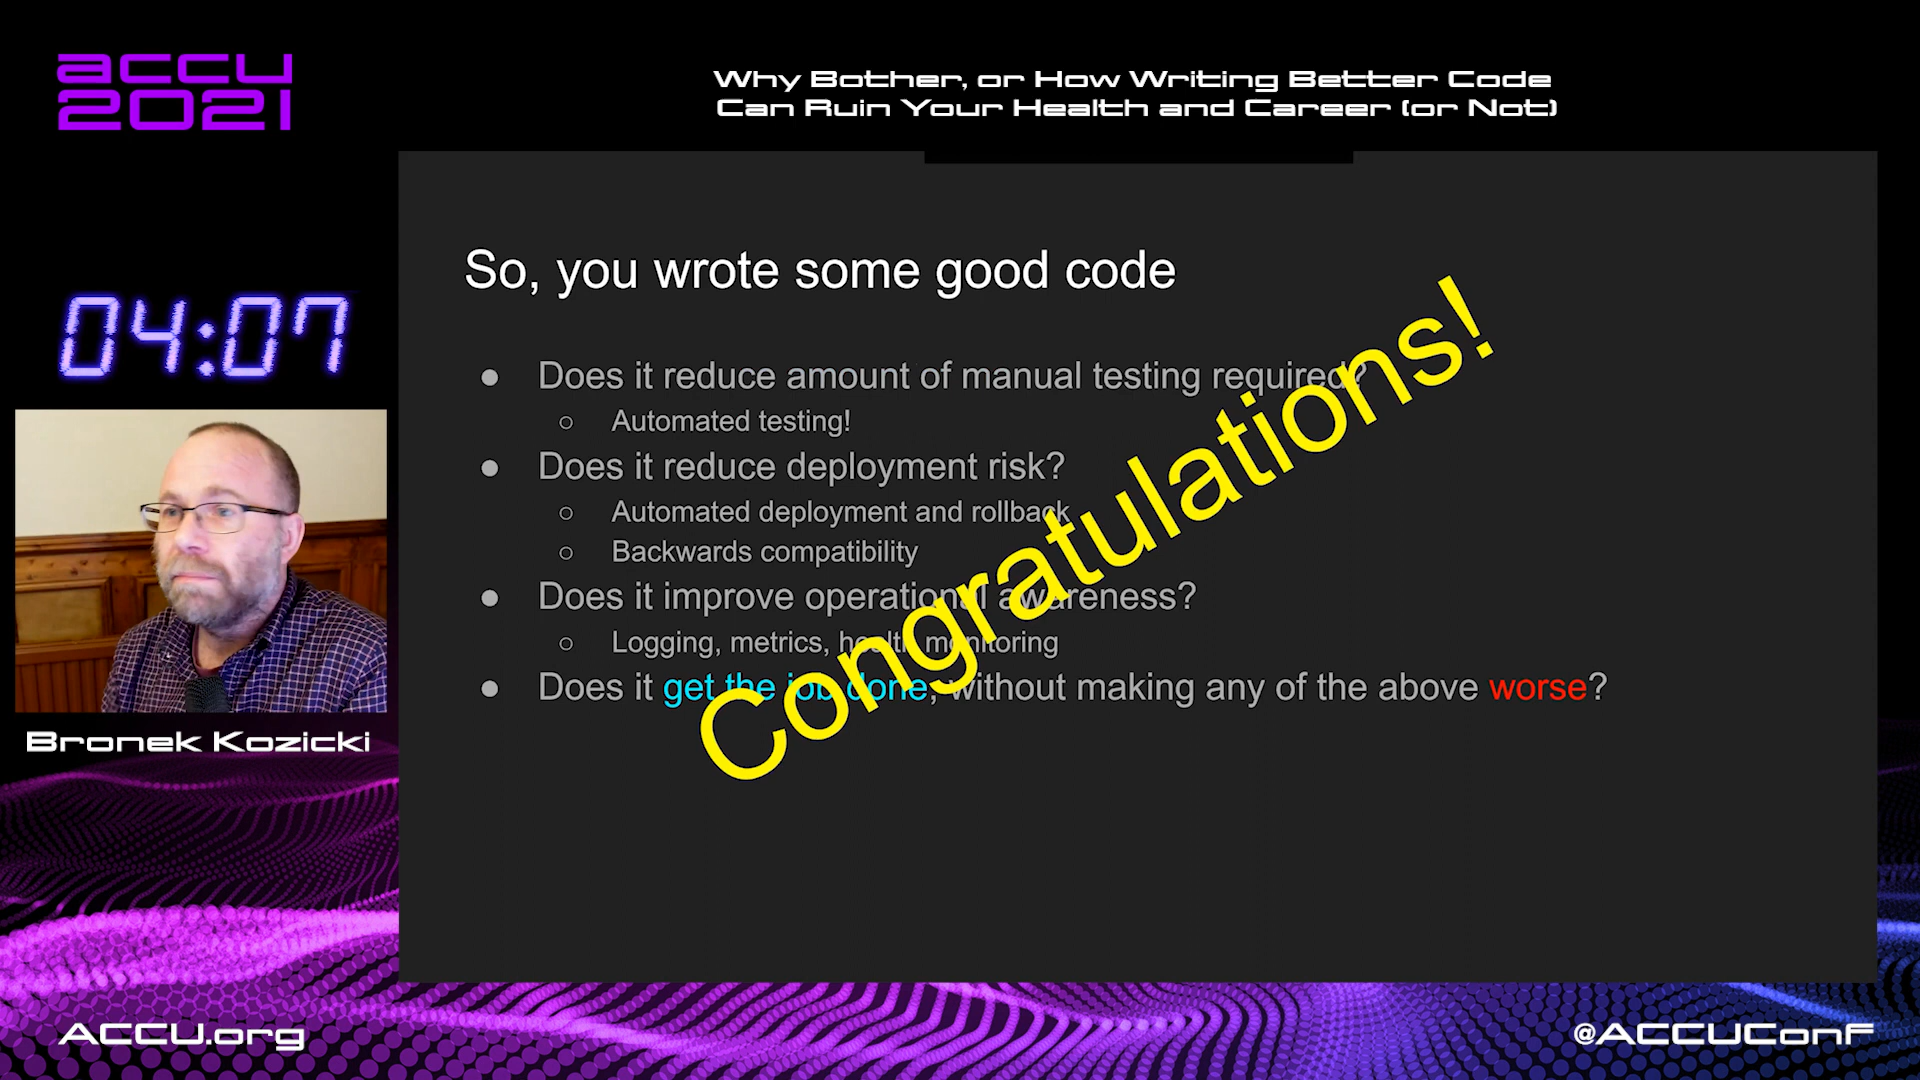 accu
2021
Why Bother, or How Writing Better Code
Can Ruin Your Health and Career (or Not)
04:07
Bronek Kozicki
So, you wrote some good code
● Does it reduce amount of manual testing required?
○ Automated testing!
● Does it reduce deployment risk?
○ Automated deployment and rollback
○ Backwards compatibility
● Does it improve operational awareness?
○ Logging, metrics, health monitoring
● Does it get the job done, without making any of the above worse?
Congratulations!
ACCU.org
@ACCUConf